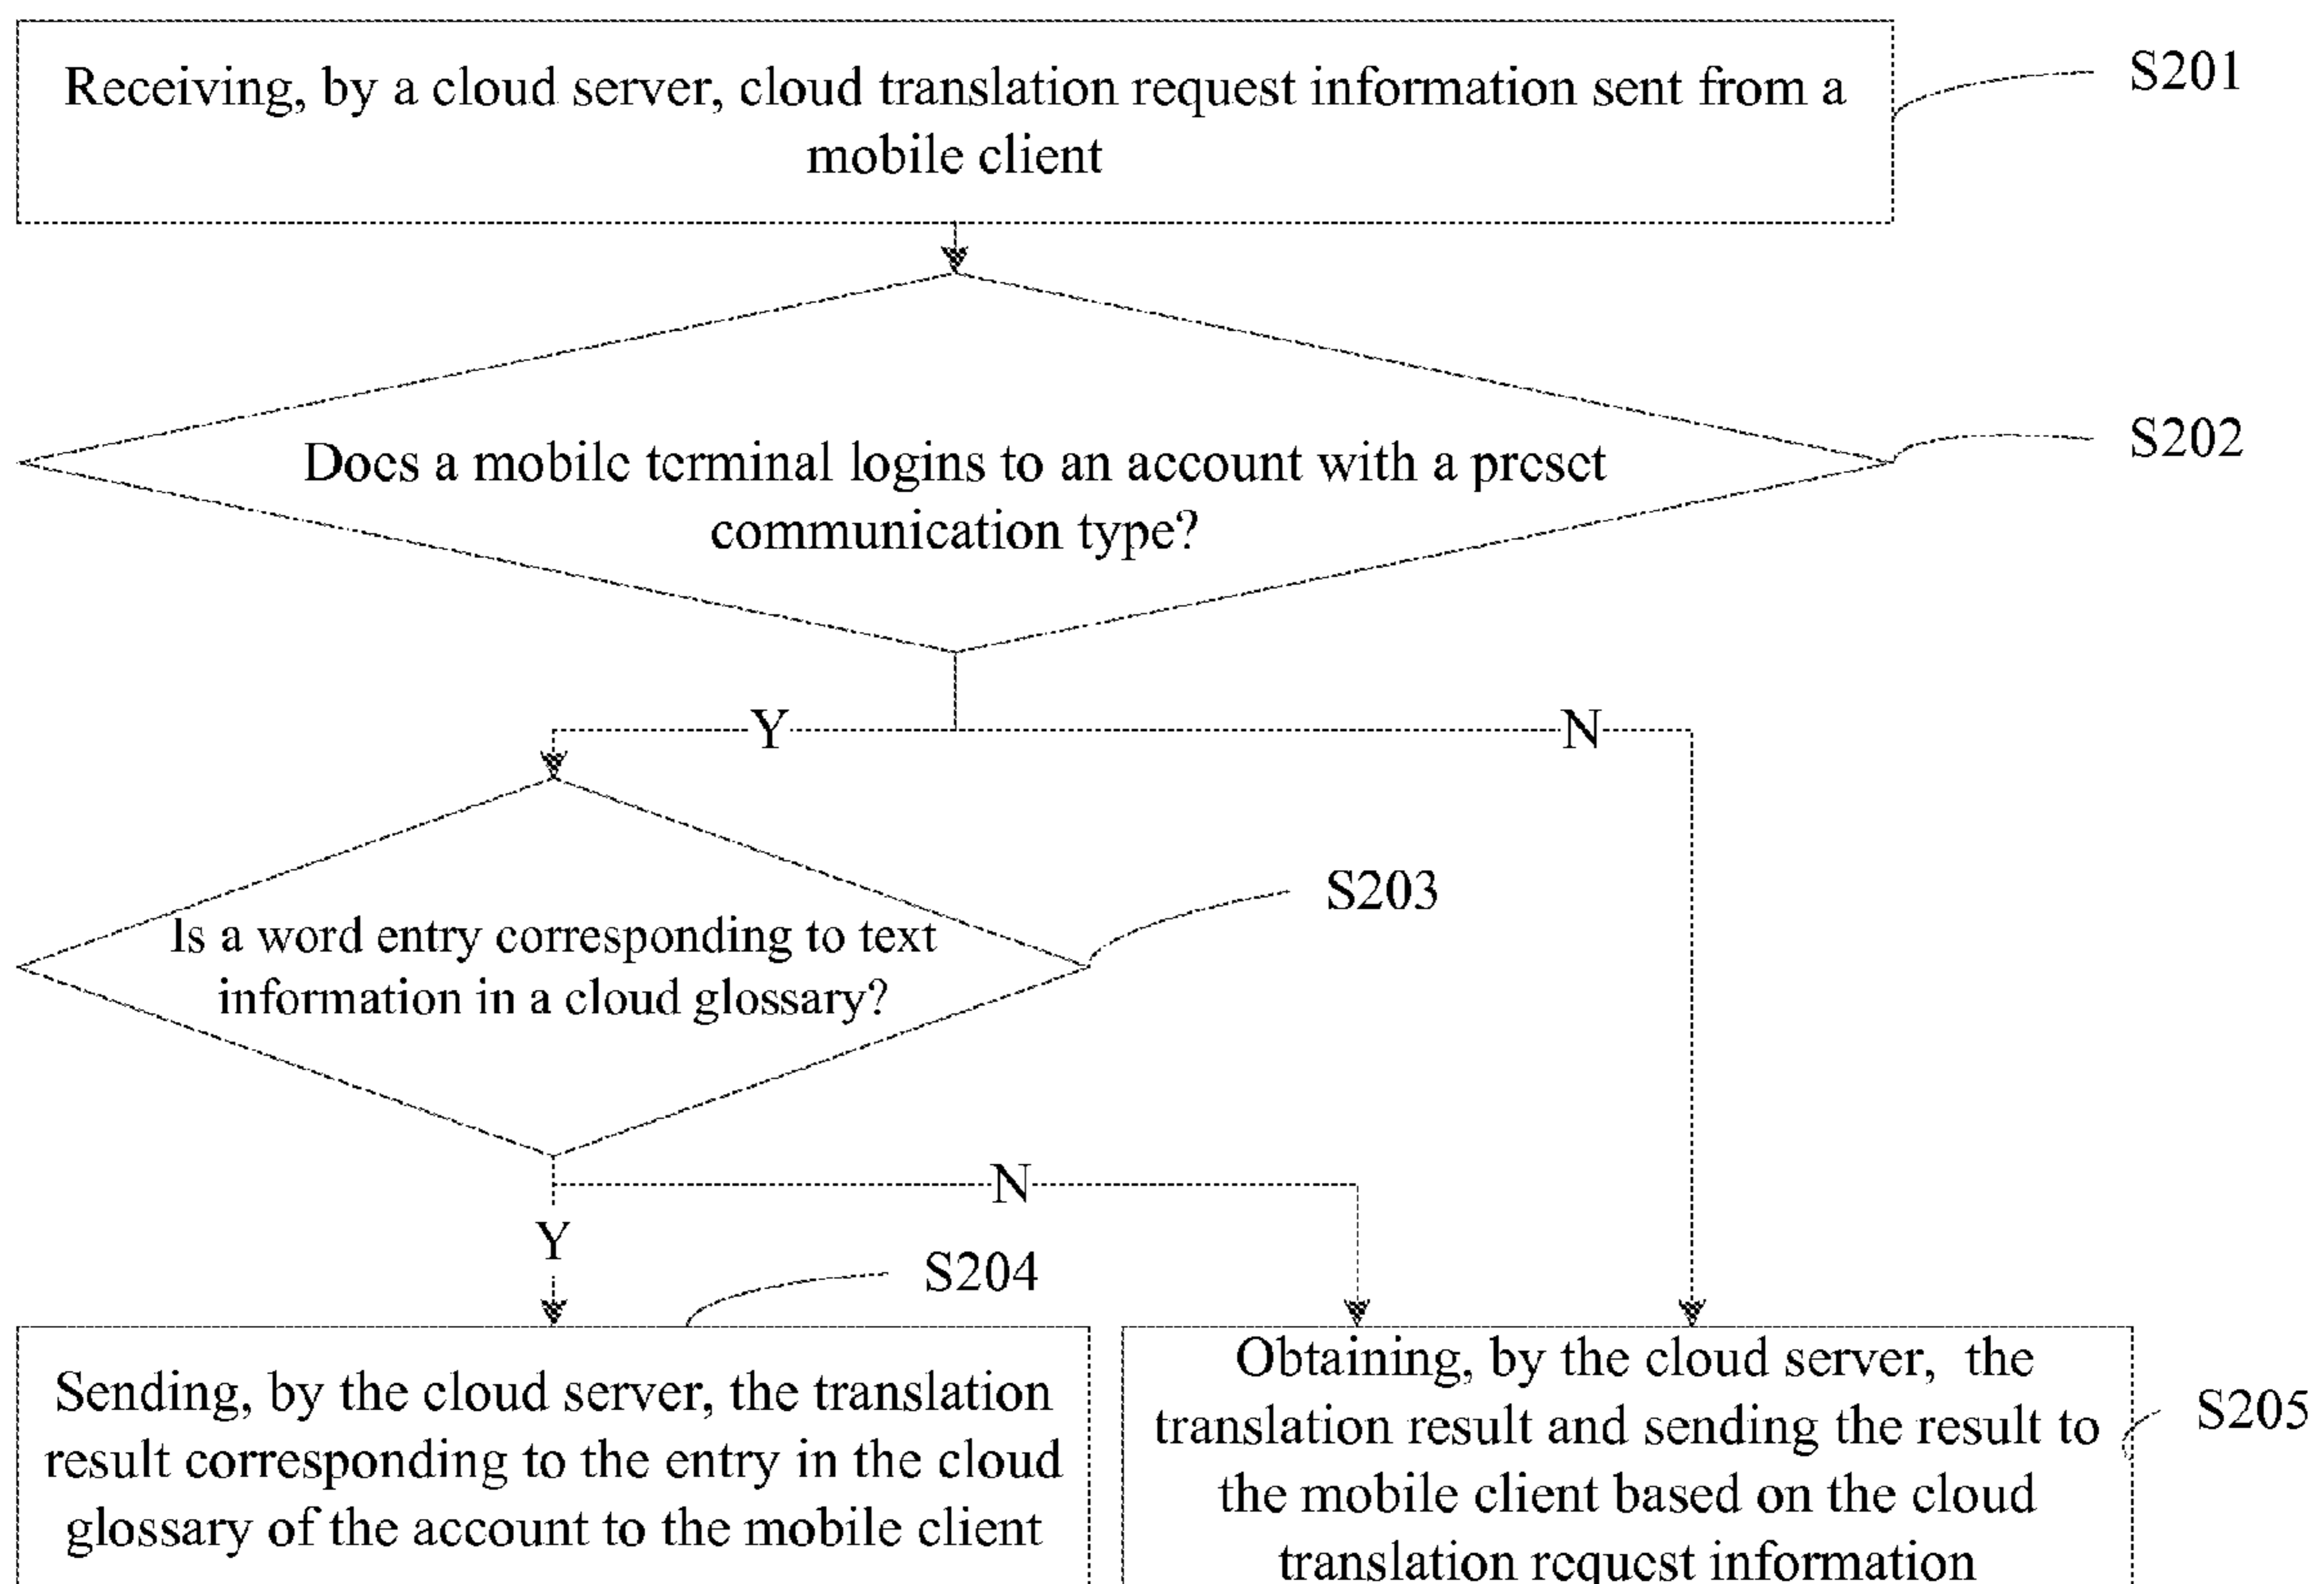 Receiving, by a cloud server, cloud translation request information sent from a
mobile client
S201
Does a mobile terminal logins to an account with a preset
communication type?
S202
Y
N
Is a word entry corresponding to text
information in a cloud glossary?
S203
N
Y
S204
Sending, by the cloud server, the translation
result corresponding to the entry in the cloud
glossary of the account to the mobile client
Obtaining, by the cloud server, the
translation result and sending the result to
the mobile client based on the cloud
translation request information
S205